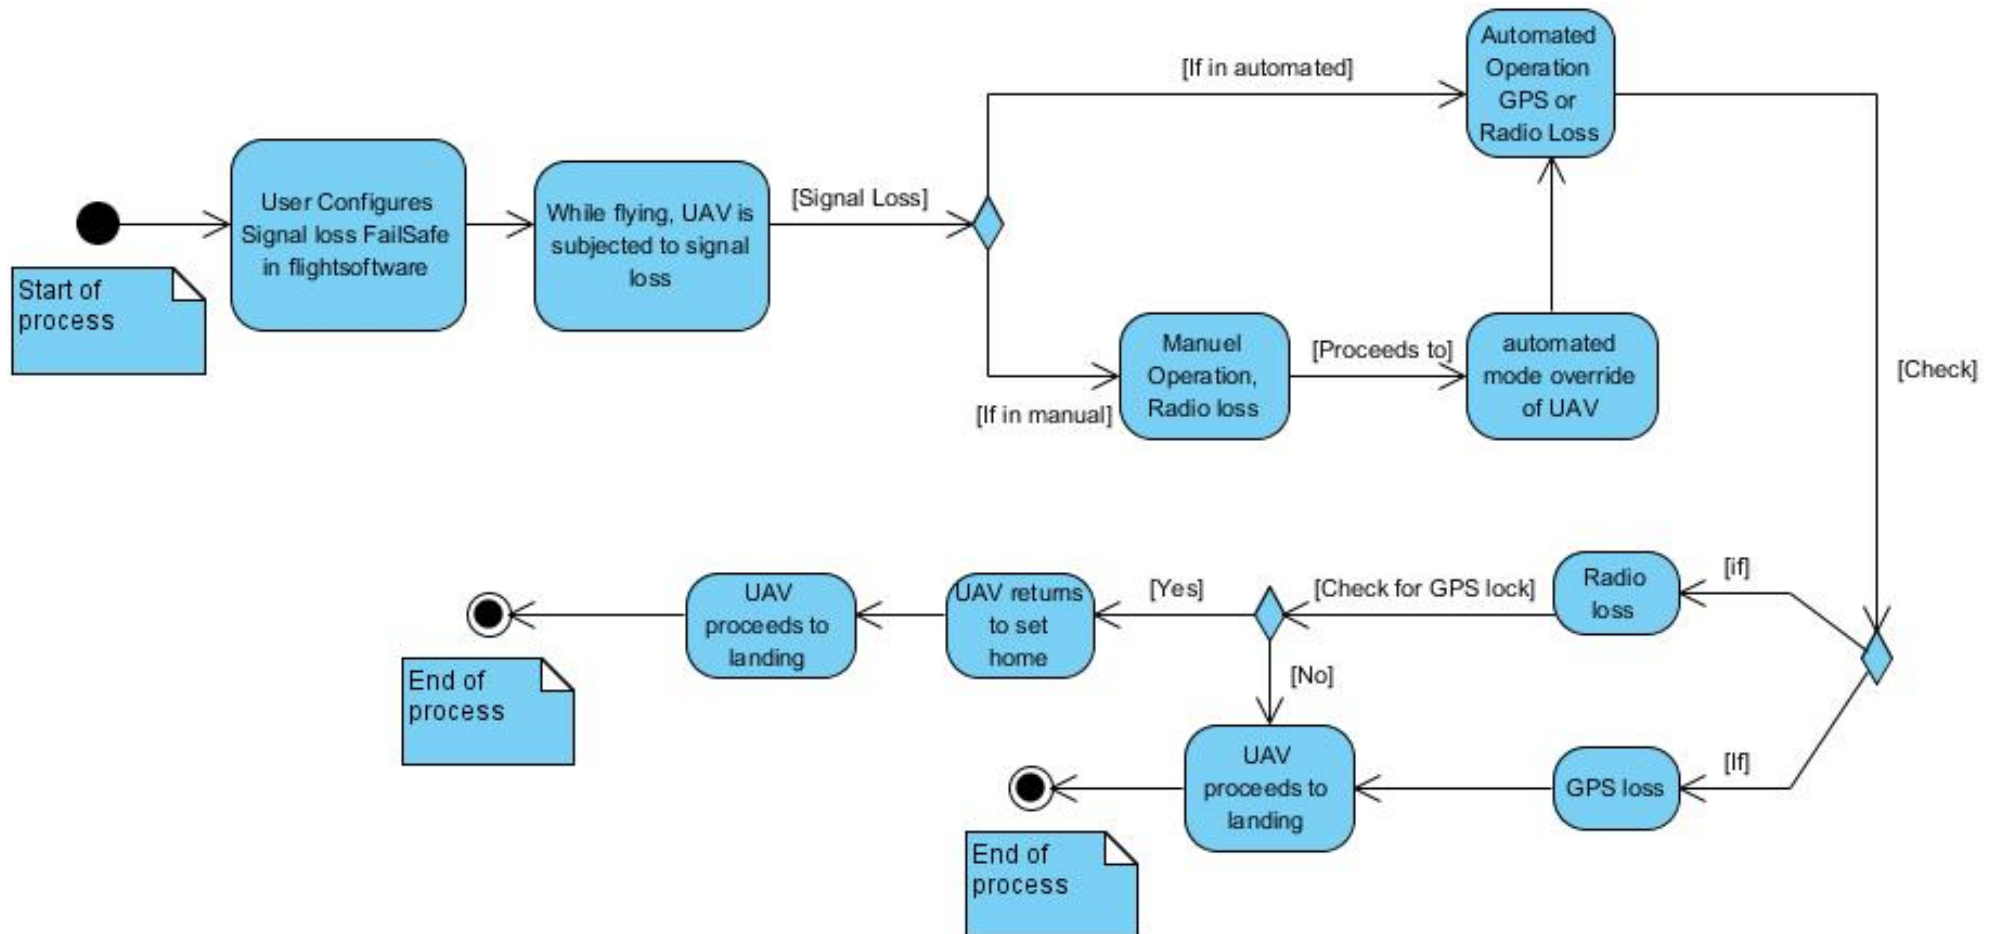 Start of
process
User Configures
Signal loss FailSafe
in flightsoftware
While flying, UAV is
subjected to signal
loss
[Signal Loss]
[If in automated]
Automated
Operation
GPS or
Radio Loss
[If in manual]
Manuel
Operation,
Radio loss
[Proceeds to]
automated
mode override
of UAV
[Check]
[if]
Radio
loss
[Check for GPS lock]
[Yes]
UAV returns
to set
home
UAV
proceeds to
landing
End of
process
[No]
[If]
GPS loss
UAV
proceeds to
landing
End of
process